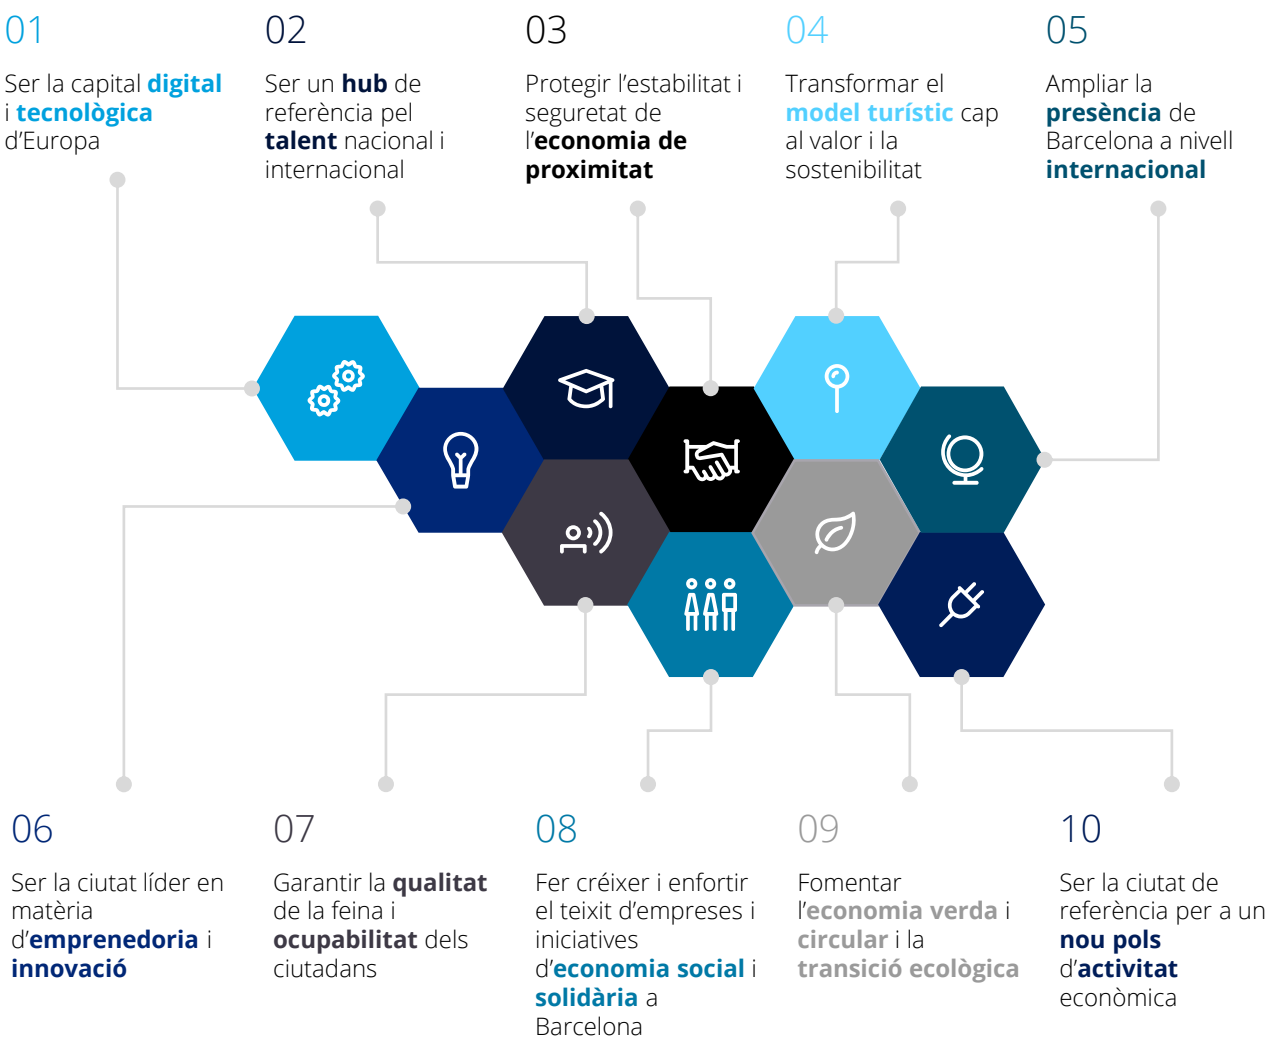 01
Ser la capital digital
i tecnològica
d’Europa
02
Ser un hub de
referència pel
talent nacional i
internacional
03
Protegir l’estabilitat i
seguretat de
l’economia de
proximitat
04
Transformar el
model turístic cap
al valor i la
sostenibilitat
05
Ampliar la
presència de
Barcelona a nivell
internacional
06
Ser la ciutat líder en
matèria
d’emprenedoria i
innovació
07
Garantir la qualitat
de la feina i
ocupabilitat dels
ciutadans
08
Fer créixer i enfortir
el teixit d’empreses i
iniciatives
d’economia social i
solidària a
Barcelona
09
Fomentar
l’economia verda i
circular i la
transició ecològica
10
Ser la ciutat de
referència per a un
nou pols
d’activitat
econòmica